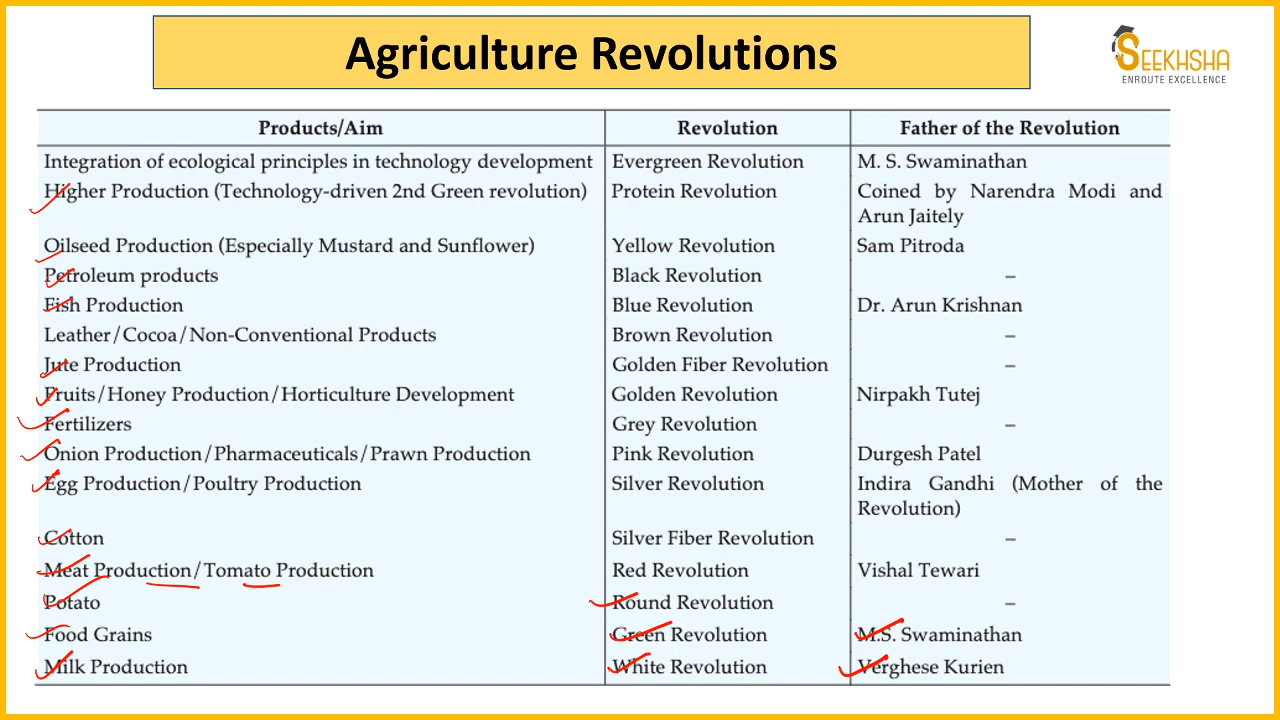 Agriculture Revolutions
SEEKHSHA
ENROUTE EXCELLENCE
Products/Aim Revolution Father of the Revolution
Integration of ecological principles in technology development Evergreen Revolution M. S. Swaminathan
Higher Production (Technology-driven 2nd Green revolution) Protein Revolution Coined by Narendra Modi and
Arun Jaitely
Oilseed Production (Especially Mustard and Sunflower) Yellow Revolution Sam Pitroda
Petroleum products Black Revolution –
Fish Production Blue Revolution Dr. Arun Krishnan
Leather/Cocoa/Non-Conventional Products Brown Revolution –
Jute Production Golden Fiber Revolution –
Fruits/Honey Production/Horticulture Development Golden Revolution Nirpakh Tutej
Fertilizers Grey Revolution –
Onion Production/Pharmaceuticals/Prawn Production Pink Revolution Durgesh Patel
Egg Production/Poultry Production Silver Revolution Indira Gandhi (Mother of the
Revolution)
Cotton Silver Fiber Revolution –
Meat Production/Tomato Production Red Revolution Vishal Tewari
Potato Round Revolution –
Food Grains Green Revolution M.S. Swaminathan
Milk Production White Revolution Verghese Kurien